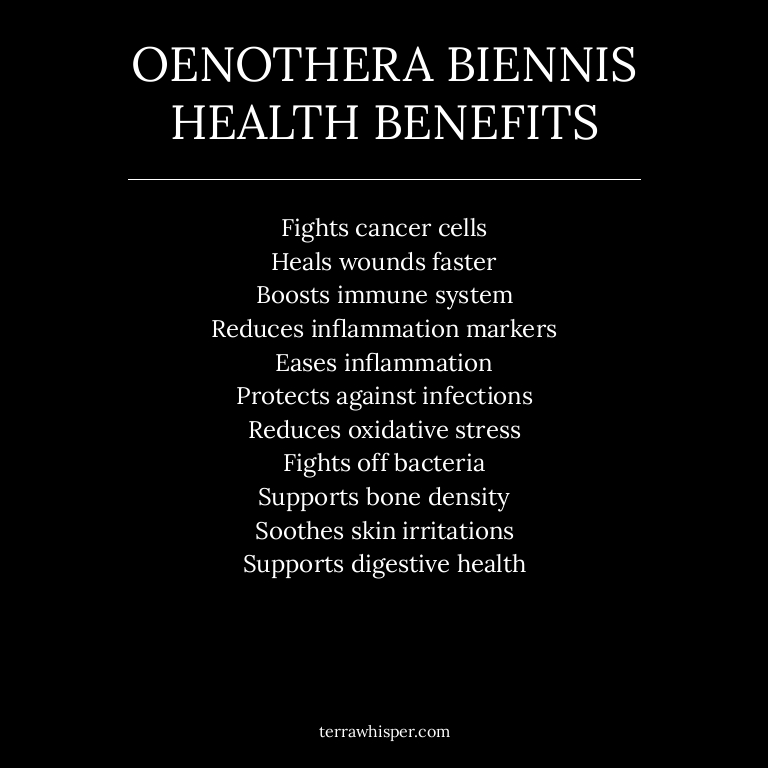 OENOTHERA BIENNIS
HEALTH BENEFITS
Fights cancer cells
Heals wounds faster
Boosts immune system
Reduces inflammation markers
Eases inflammation
Protects against infections
Reduces oxidative stress
Fights off bacteria
Supports bone density
Soothes skin irritations
Supports digestive health
terrawhisper.com